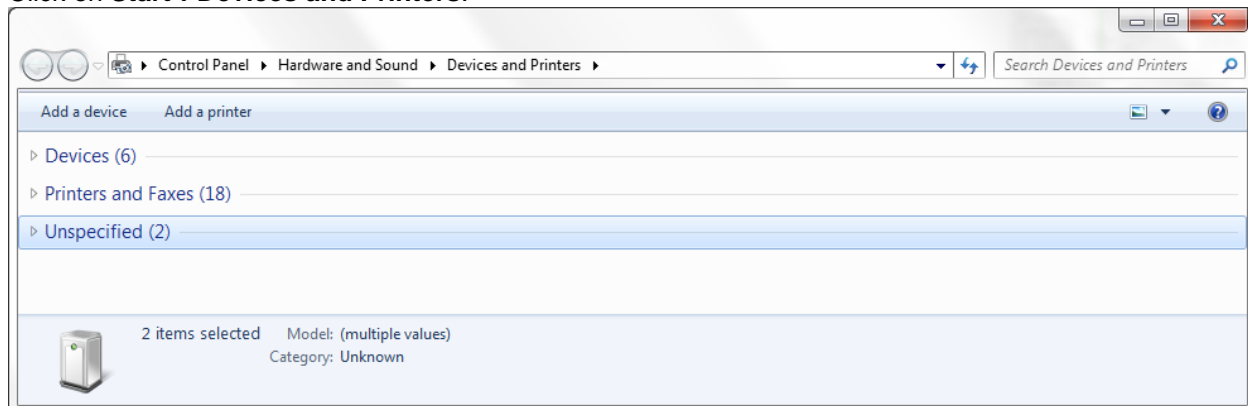 Click on Start Devices and Printers.
Control Panel Hardware and Sound Devices and Printers Search Devices and Printers
Add a device Add a printer
Devices (6)
Printers and Faxes (18)
Unspecified (2)
2 items selected Model: (multiple values)
Category: Unknown